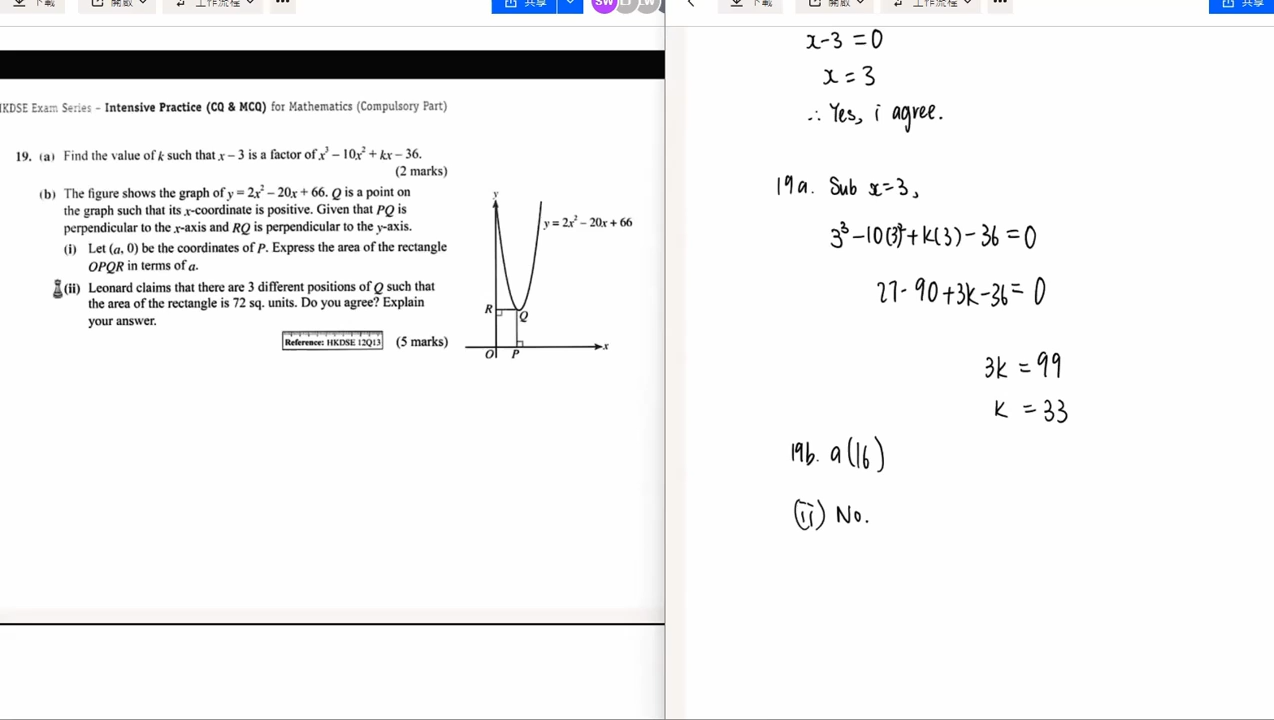 下載
開啟
工作流程
•••
共享
SW
LW
下載
開啟
工作流程
•••
共享
HKDSE Exam Series – Intensive Practice (CQ & MCQ) for Mathematics (Compulsory Part)
19. (a) Find the value of k such that x – 3 is a factor of x³ – 10x² + kx – 36.
(2 marks)
(b) The figure shows the graph of y = 2x² – 20x + 66. Q is a point on
the graph such that its x-coordinate is positive. Given that PQ is
perpendicular to the x-axis and RQ is perpendicular to the y-axis.
(i) Let (a, 0) be the coordinates of P. Express the area of the rectangle
OPQR in terms of a.
(ii) Leonard claims that there are 3 different positions of Q such that
the area of the rectangle is 72 sq. units. Do you agree? Explain
your answer.
Reference: HKDSE 12Q13 (5 marks)
y
y = 2x² – 20x + 66
R
Q
O
P
x
x-3 = 0
x = 3
∴ Yes, i agree.
19a. Sub x=3,
3³ -10(3)² + k(3) - 36 = 0
27- 90 +3k -36 = 0
3k = 99
k = 33
19b. a(16)
(ii) No.